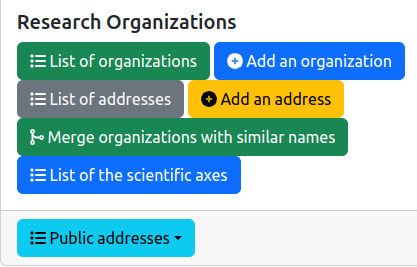 Research Organizations
List of organizations
Add an organization
List of addresses
Add an address
Merge organizations with similar names
List of the scientific axes
Public addresses